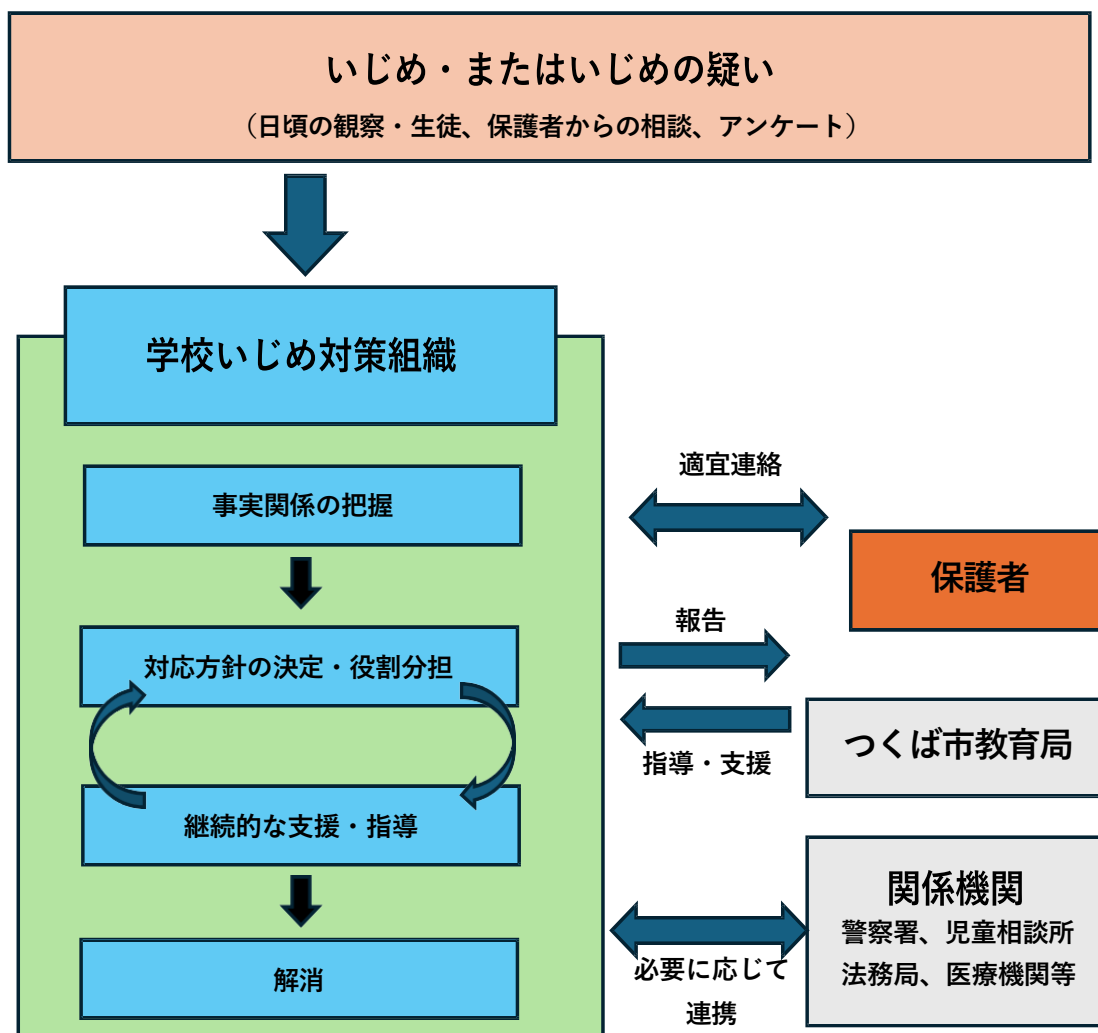 いじめ・またはいじめの疑い
（日頃の観察・生徒、保護者からの相談、アンケート）
学校いじめ対策組織
事実関係の把握
対応方針の決定・役割分担
継続的な支援・指導
解消
適宜連絡
保護者
報告
指導・支援
つくば市教育局
関係機関
警察署、児童相談所
法務局、医療機関等
必要に応じて
連携